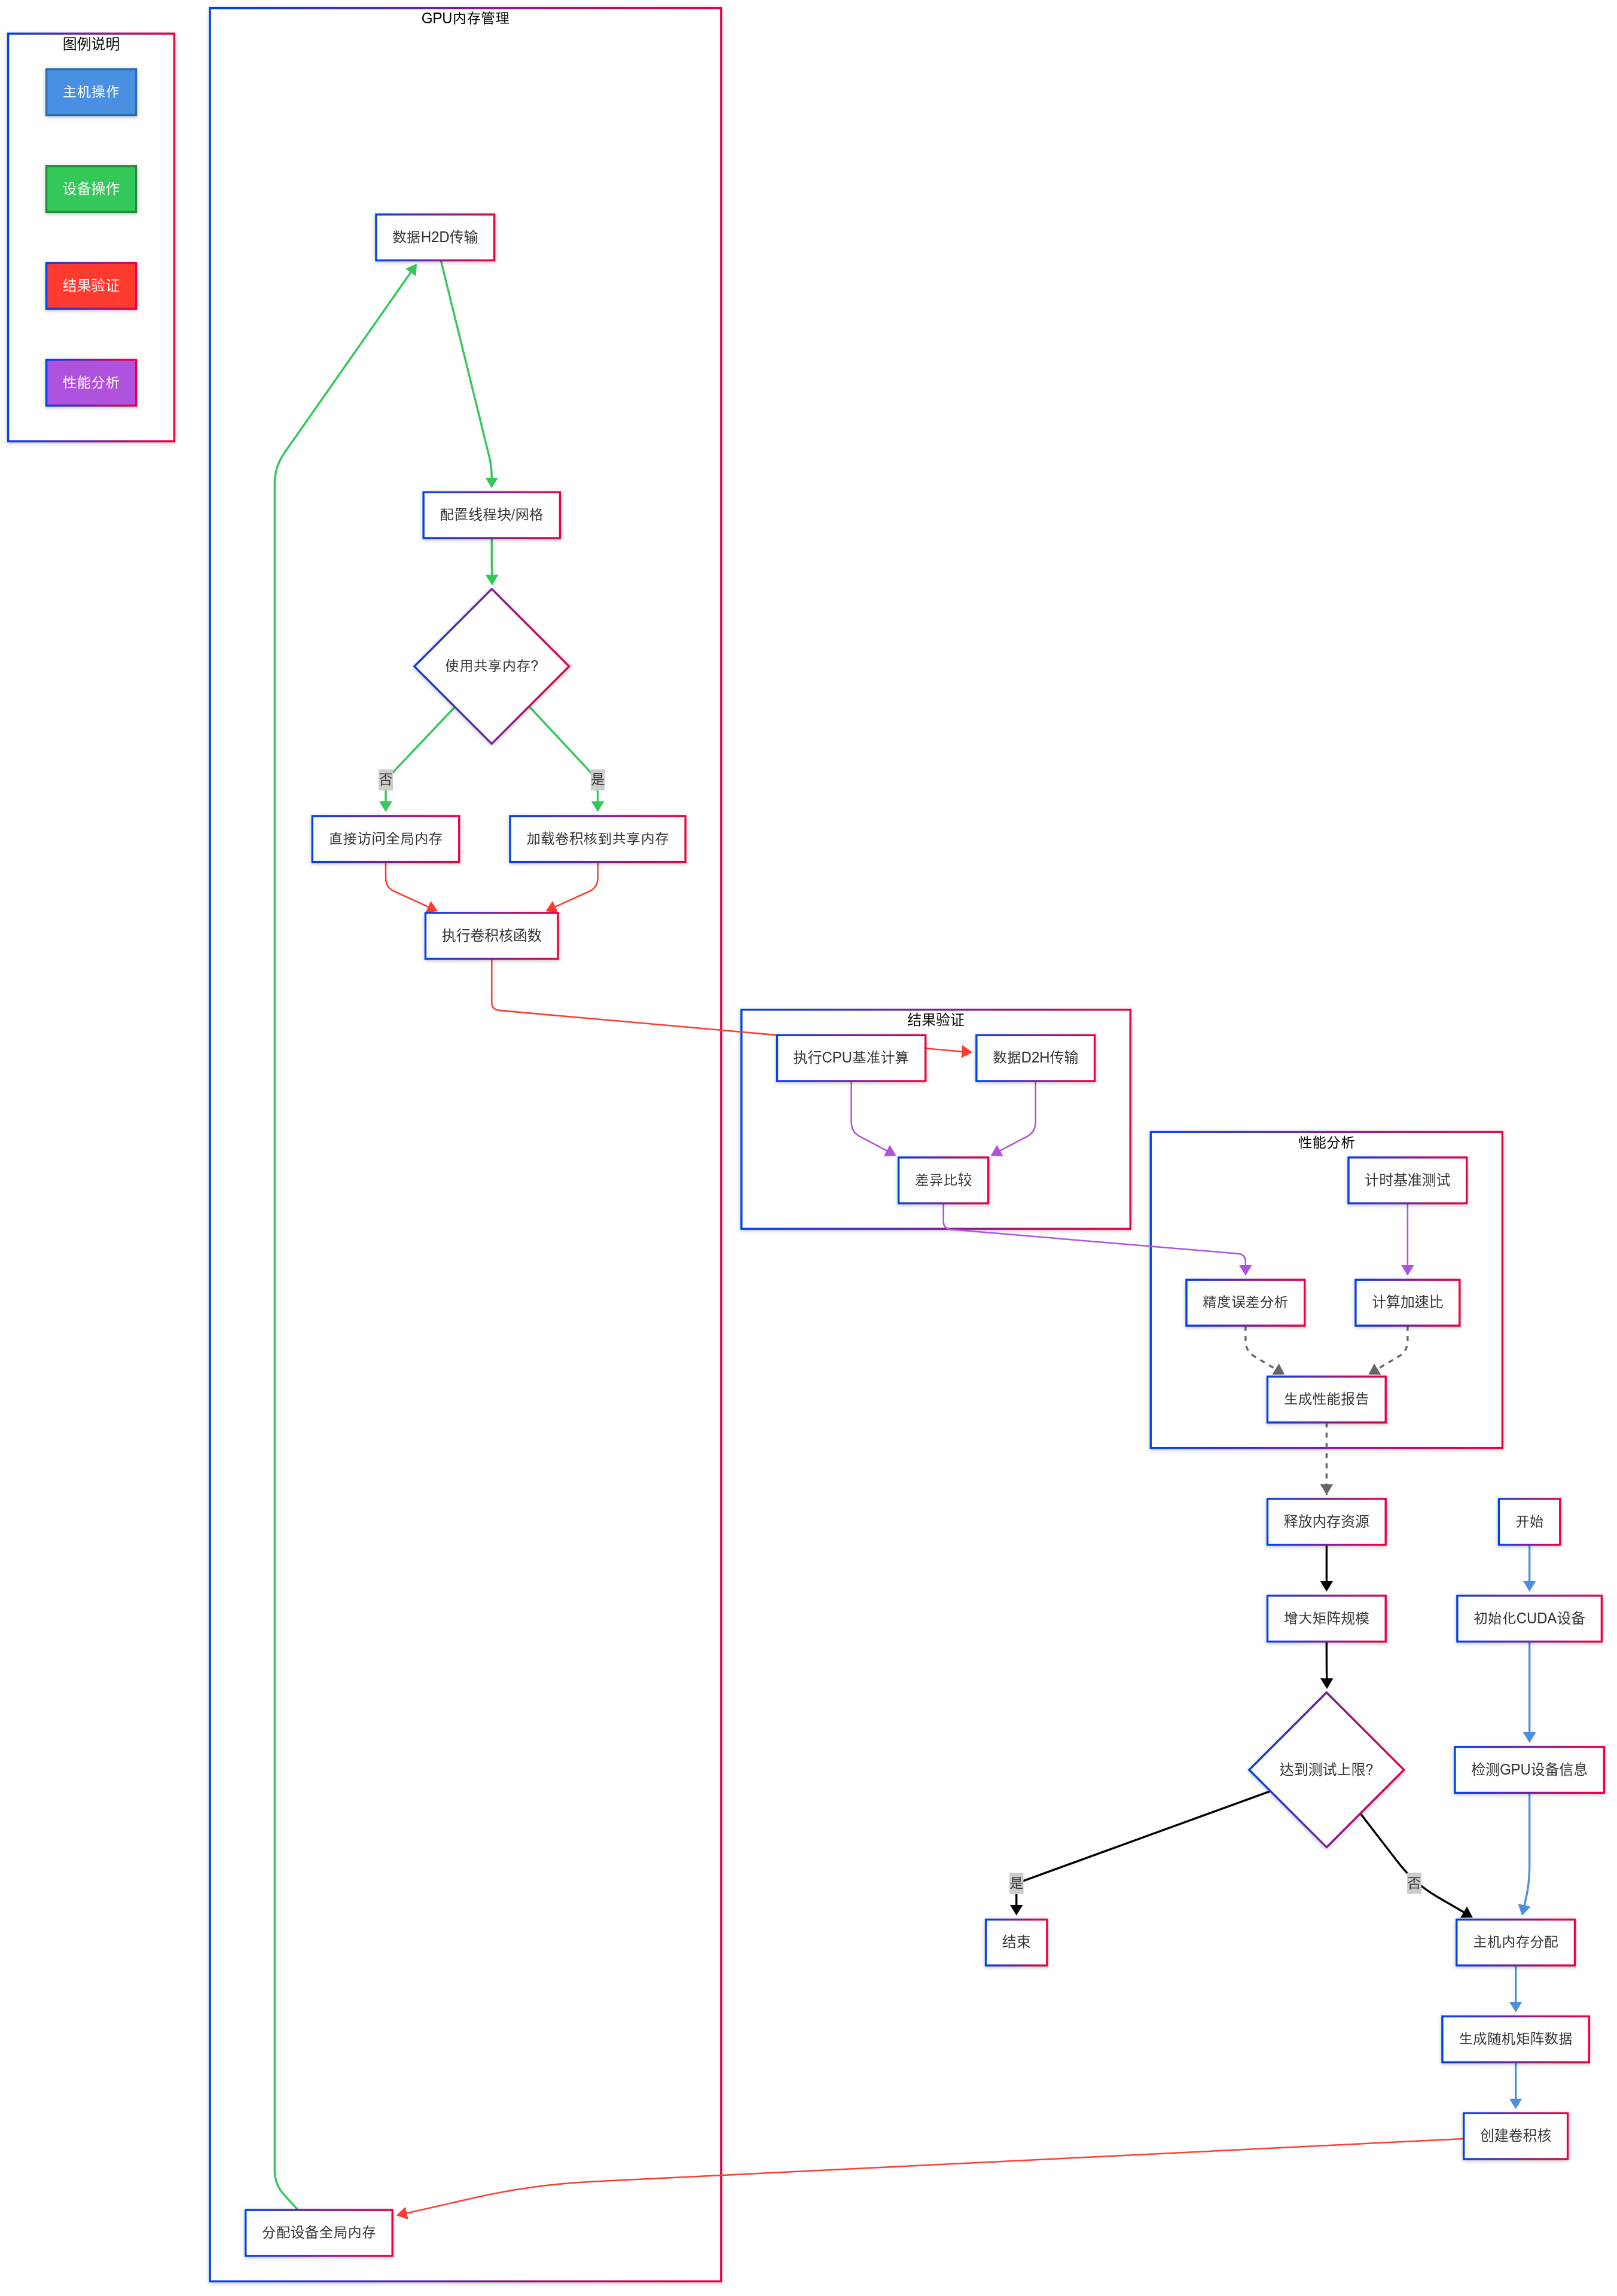 图例说明
主机操作
设备操作
结果验证
性能分析
GPU内存管理
数据H2D传输
配置线程块/网格
使用共享内存?
否
是
直接访问全局内存
加载卷积核到共享内存
执行卷积核函数
结果验证
执行CPU基准计算
数据D2H传输
差异比较
性能分析
计时基准测试
精度误差分析
计算加速比
生成性能报告
释放内存资源
开始
增大矩阵规模
初始化CUDA设备
达到测试上限?
检测GPU设备信息
是
否
结束
主机内存分配
生成随机矩阵数据
创建卷积核
分配设备全局内存